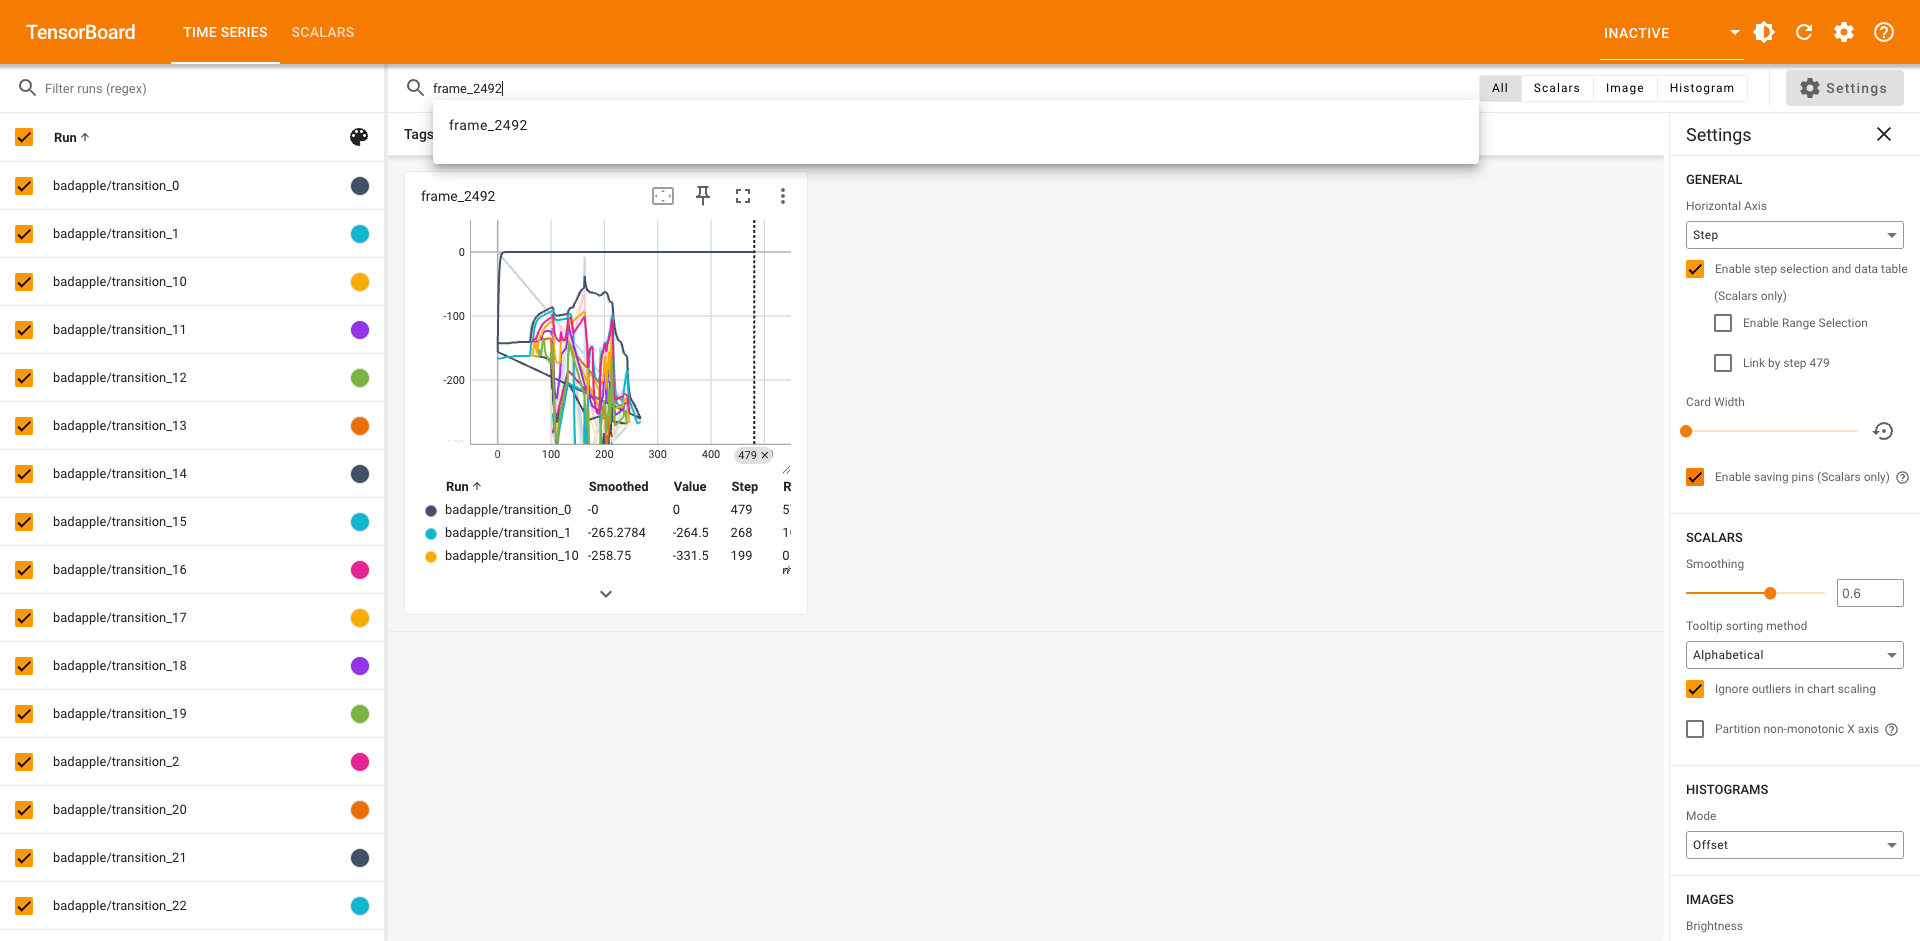 TensorBoard TIME SERIES SCALARS INACTIVE
Filter runs (regex)
Run
badapple/transition_0
badapple/transition_1
badapple/transition_10
badapple/transition_11
badapple/transition_12
badapple/transition_13
badapple/transition_14
badapple/transition_15
badapple/transition_16
badapple/transition_17
badapple/transition_18
badapple/transition_19
badapple/transition_2
badapple/transition_20
badapple/transition_21
badapple/transition_22
frame_2492
All Scalars Image Histogram Settings
frame_2492
Tags
frame_2492
0
-100
-200
0 100 200 300 400 479
Run Smoothed Value Step R
badapple/transition_0 -0 0 479
badapple/transition_1 -265.2784 -264.5 268
badapple/transition_10 -258.75 -331.5 199 0.
Settings
GENERAL
Horizontal Axis
Step
Enable step selection and data table
(Scalars only)
Enable Range Selection
Link by step 479
Card Width
Enable saving pins (Scalars only)
SCALARS
Smoothing
0.6
Tooltip sorting method
Alphabetical
Ignore outliers in chart scaling
Partition non-monotonic X axis
HISTOGRAMS
Mode
Offset
IMAGES
Brightness